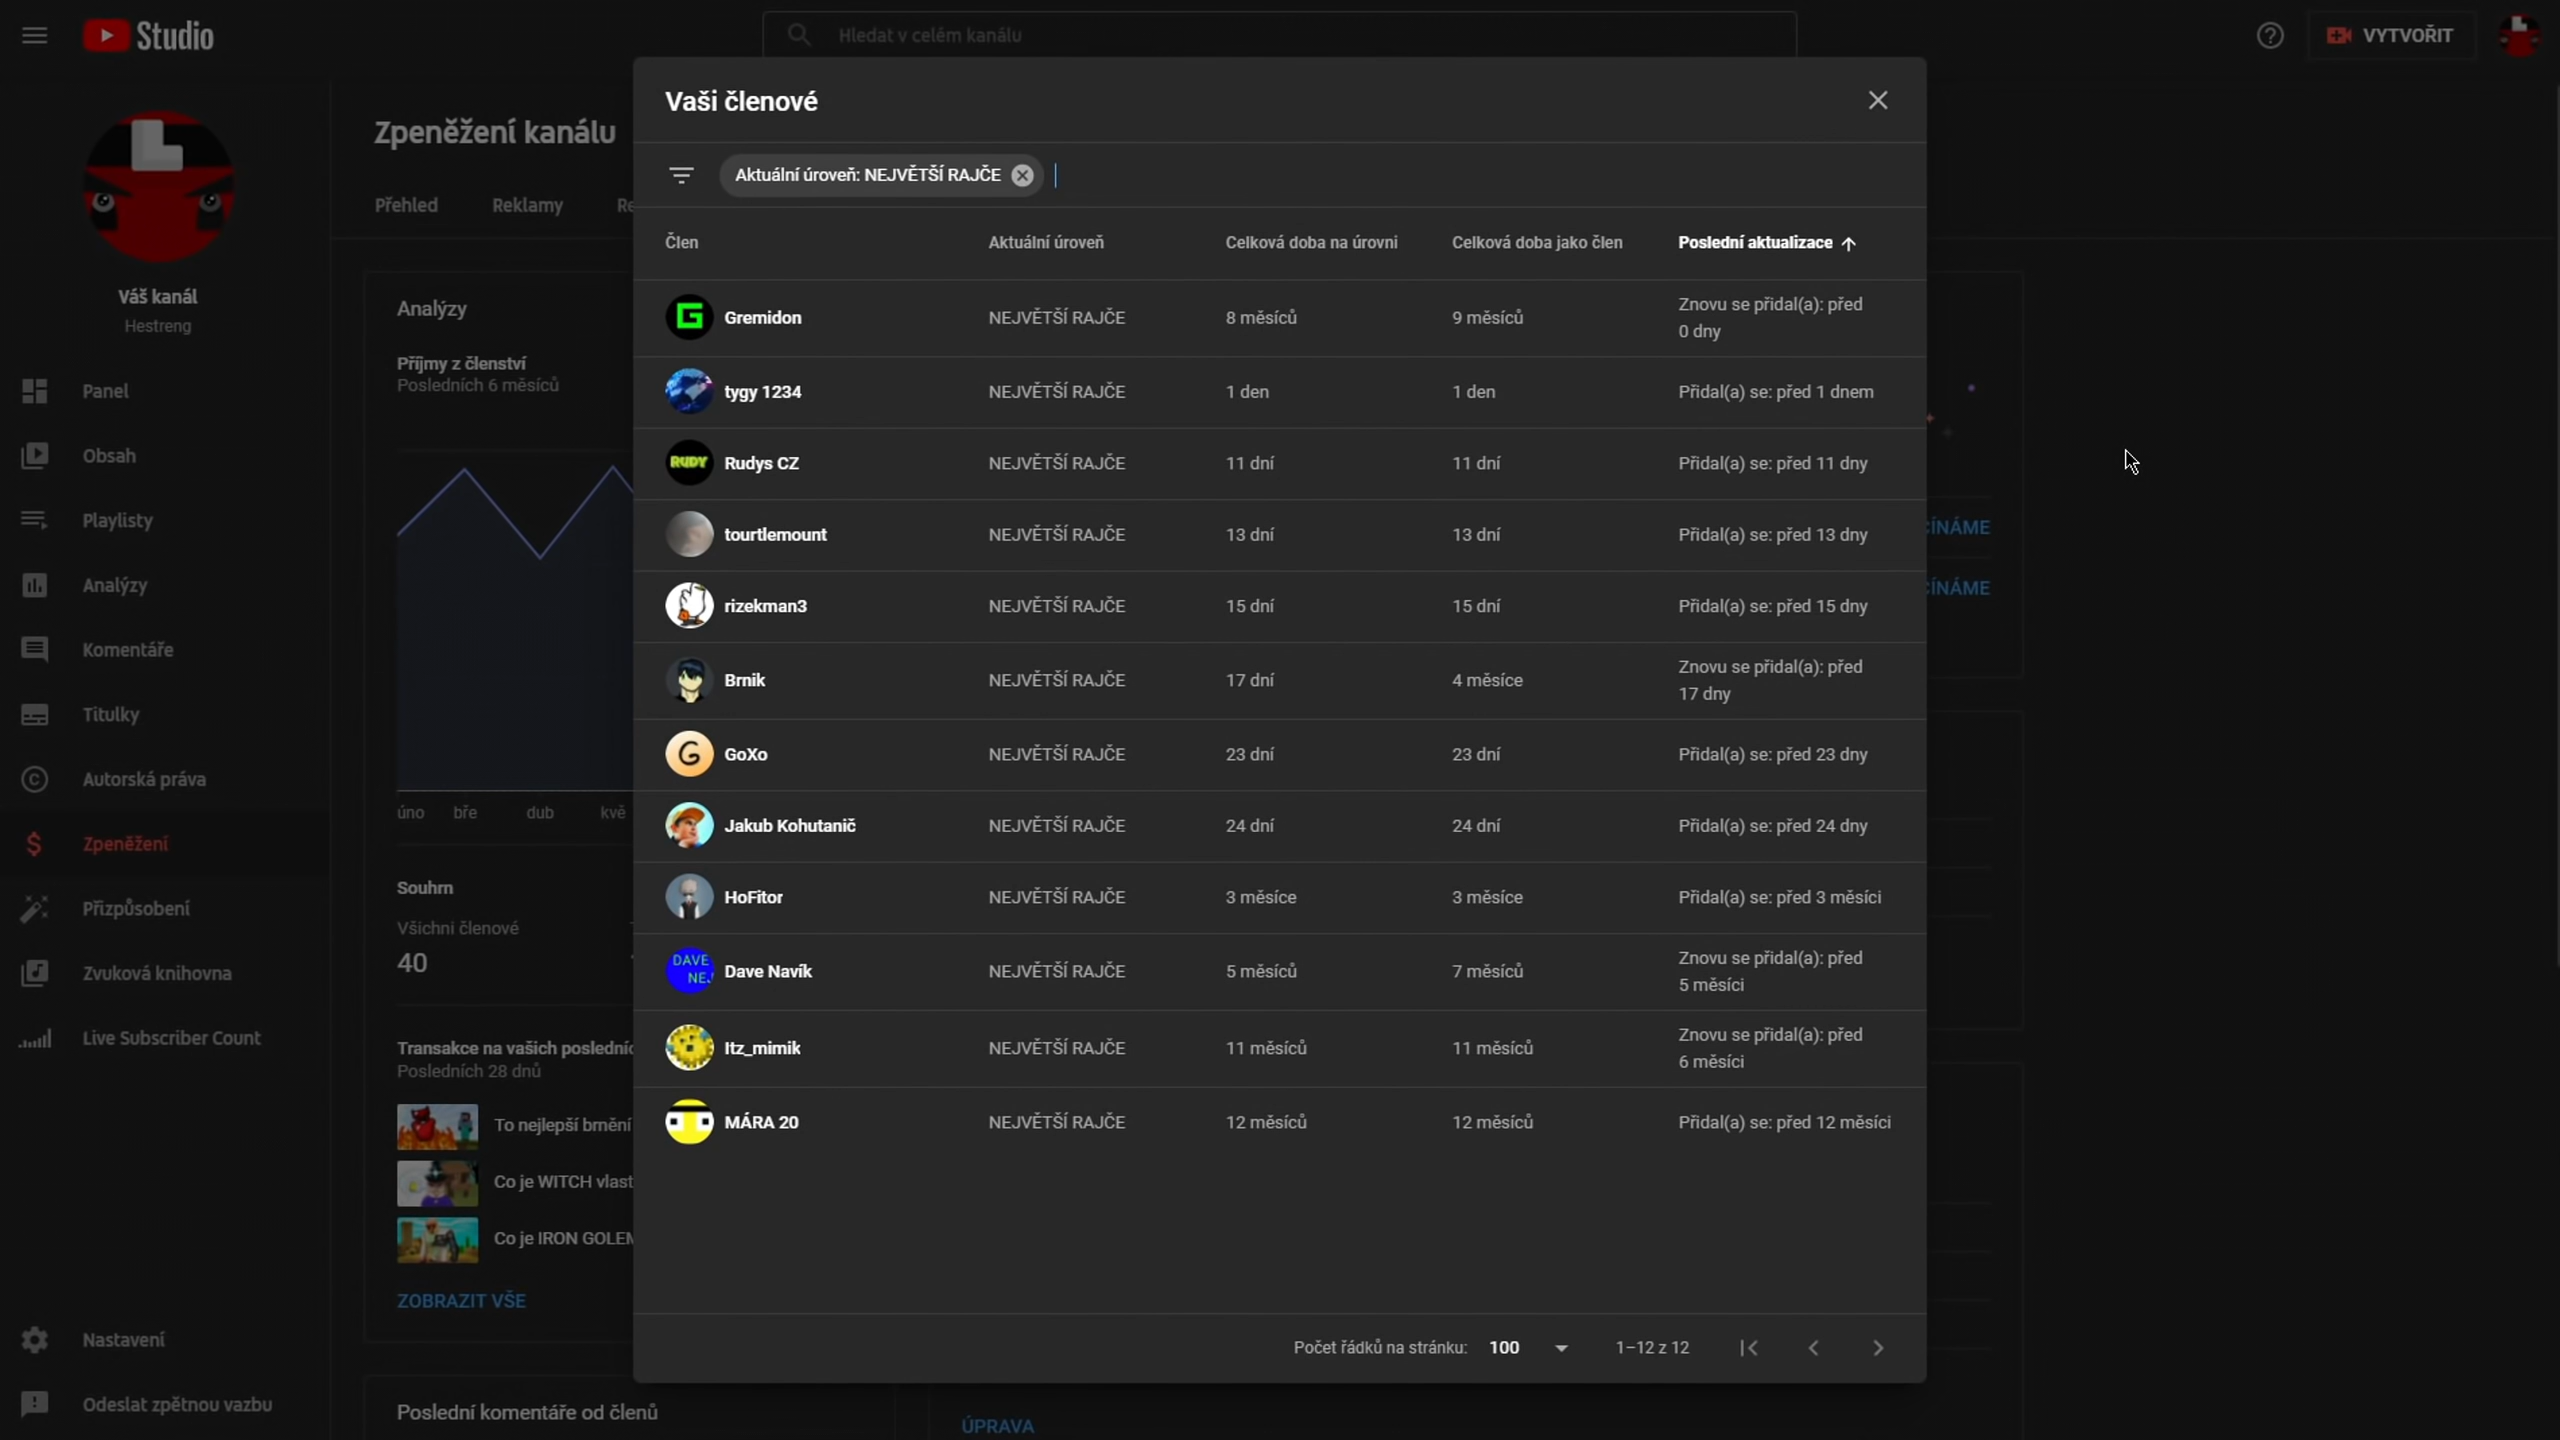 Studio
Hledat v celém kanálu
VYTVOŘIT
Váš kanál
Hestreng
Panel
Obsah
Playlisty
Analýzy
Komentáře
Titulky
Autorská práva
Zpeněžení
Přizpůsobení
Zvuková knihovna
Live Subscriber Count
Nastavení
Odeslat zpětnou vazbu
Zpeněžení kanálu
Přehled Reklamy
Analýzy
Příjmy z členství
Posledních 6 měsíců
úno bře dub kvě
Souhrn
Všichni členové
40
Transakce na vašich
Posledních 28 dnů
To nejlepší brnění
Co je WITCH
Co je IRON
ZOBRAZIT VŠE
Poslední komentáře od členů
ÚPRAVA
Vaši členové
Aktuální úroveň: NEJVĚTŠÍ RAJČE
Člen Aktuální úroveň Celková doba na úrovni Celková doba jako člen Poslední aktualizace
Gremidon NEJVĚTŠÍ RAJČE 8 měsíců 9 měsíců Znovu se přidal(a): před
0 dny
tygy 1234 NEJVĚTŠÍ RAJČE 1 den 1 den Přidal(a) se: před 1 dnem
RUDY Rudys CZ NEJVĚTŠÍ RAJČE 11 dní 11 dní Přidal(a) se: před 11 dny
tourtlemount NEJVĚTŠÍ RAJČE 13 dní 13 dní Přidal(a) se: před 13 dny
rizekman3 NEJVĚTŠÍ RAJČE 15 dní 15 dní Přidal(a) se: před 15 dny
Brnik NEJVĚTŠÍ RAJČE 17 dní 4 měsíce Znovu se přidal(a): před
17 dny
G GoXo NEJVĚTŠÍ RAJČE 23 dní 23 dní Přidal(a) se: před 23 dny
Jakub Kohutanič NEJVĚTŠÍ RAJČE 24 dní 24 dní Přidal(a) se: před 24 dny
HoFitor NEJVĚTŠÍ RAJČE 3 měsíce 3 měsíce Přidal(a) se: před 3 měsíci
DAVE
Dave Navík NEJVĚTŠÍ RAJČE 5 měsíců 7 měsíců Znovu se přidal(a): před
5 měsíci
Itz_mimik NEJVĚTŠÍ RAJČE 11 měsíců 11 měsíců Znovu se přidal(a): před
6 měsíci
MÁRA 20 NEJVĚTŠÍ RAJČE 12 měsíců 12 měsíců Přidal(a) se: před 12 měsíci
Počet řádků na stránku: 100 1–12 z 12